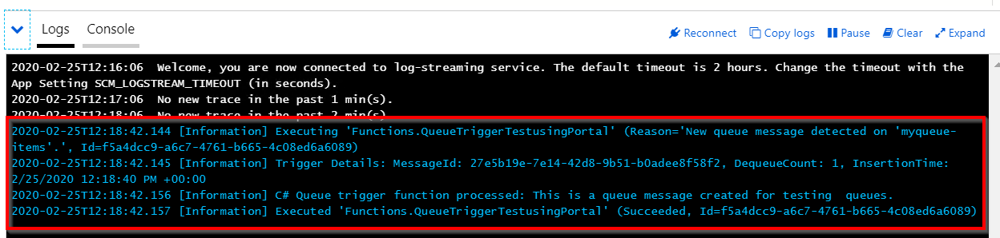 Logs Console Reconnect Copy logs Pause Clear Expand
2020-02-25T12:16:06  Welcome, you are now connected to log-streaming service. The default timeout is 2 hours. Change the timeout with the
App Setting SCM_LOGSTREAM_TIMEOUT (in seconds).
2020-02-25T12:17:06  No new trace in the past 1 min(s).
2020-02-25T12:18:06  No new trace in the past 2 min(s).
2020-02-25T12:18:42.144 [Information] Executing 'Functions.QueueTriggerTestusingPortal' (Reason='New queue message detected on 'myqueue-
items'.', Id=f5a4dcc9-a6c7-4761-b665-4c08ed6a6089)
2020-02-25T12:18:42.145 [Information] Trigger Details: MessageId: 27e5b19e-7e14-42d8-9b51-b0adee8f58f2, DequeueCount: 1, InsertionTime:
2/25/2020 12:18:40 PM +00:00
2020-02-25T12:18:42.156 [Information] C# Queue trigger function processed: This is a queue message created for testing  queues.
2020-02-25T12:18:42.157 [Information] Executed 'Functions.QueueTriggerTestusingPortal' (Succeeded, Id=f5a4dcc9-a6c7-4761-b665-4c08ed6a6089)